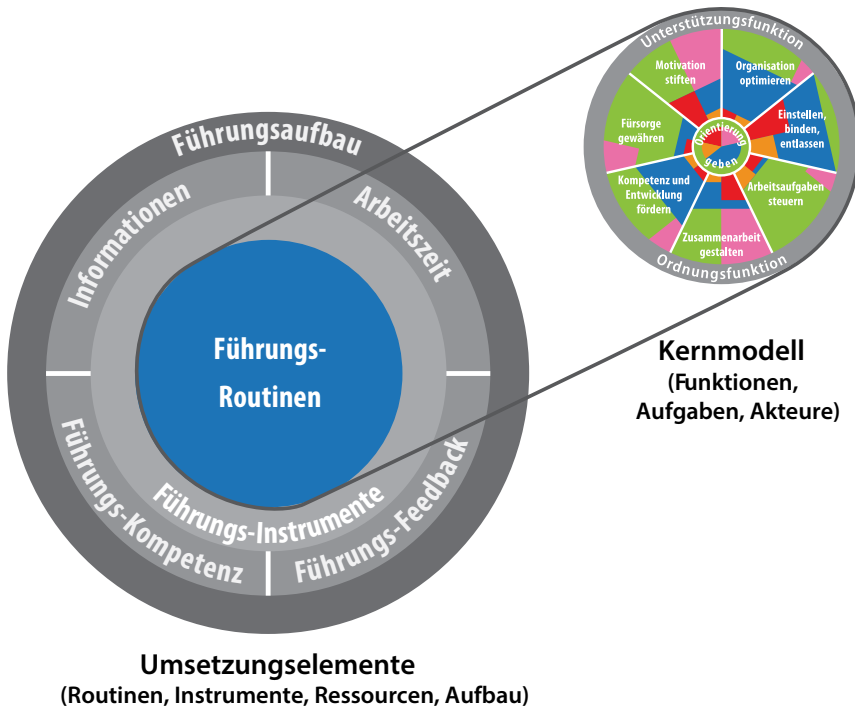 Führungsaufbau
Informationen
Arbeitszeit
Führungs-
Routinen
Führungs-Instrumente
Führungs-Kompetenz
Führungs-Feedback
Umsetzungselemente
(Routinen, Instrumente, Ressourcen, Aufbau)
Unterstützungsfunktion
Motivation
stiften
Organisation
optimieren
Fürsorge
gewähren
Einstellen,
binden,
entlassen
Orientierung
geben
Kompetenz und
Entwicklung
fördern
Arbeitsaufgaben
steuern
Zusammenarbeit
gestalten
Ordnungsfunktion
Kernmodell
(Funktionen,
Aufgaben, Akteure)